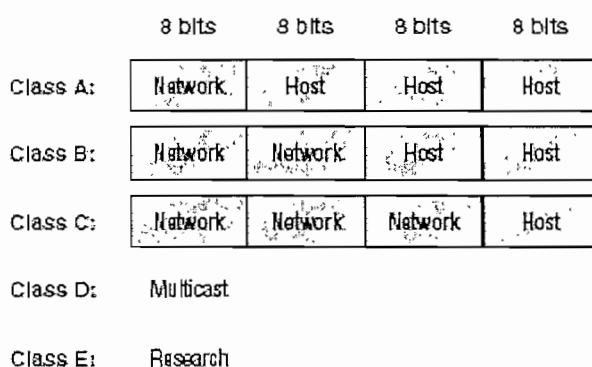 8 bits 8 bits 8 bits 8 bits
Class A: Network Host Host Host
Class B: Network Network Host Host
Class C: Network Network Network Host
Class D: Multicast
Class E: Research